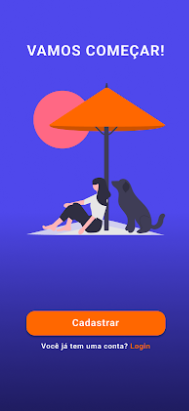 VAMOS COMEÇAR!
Cadastrar
Você já tem uma conta? Login